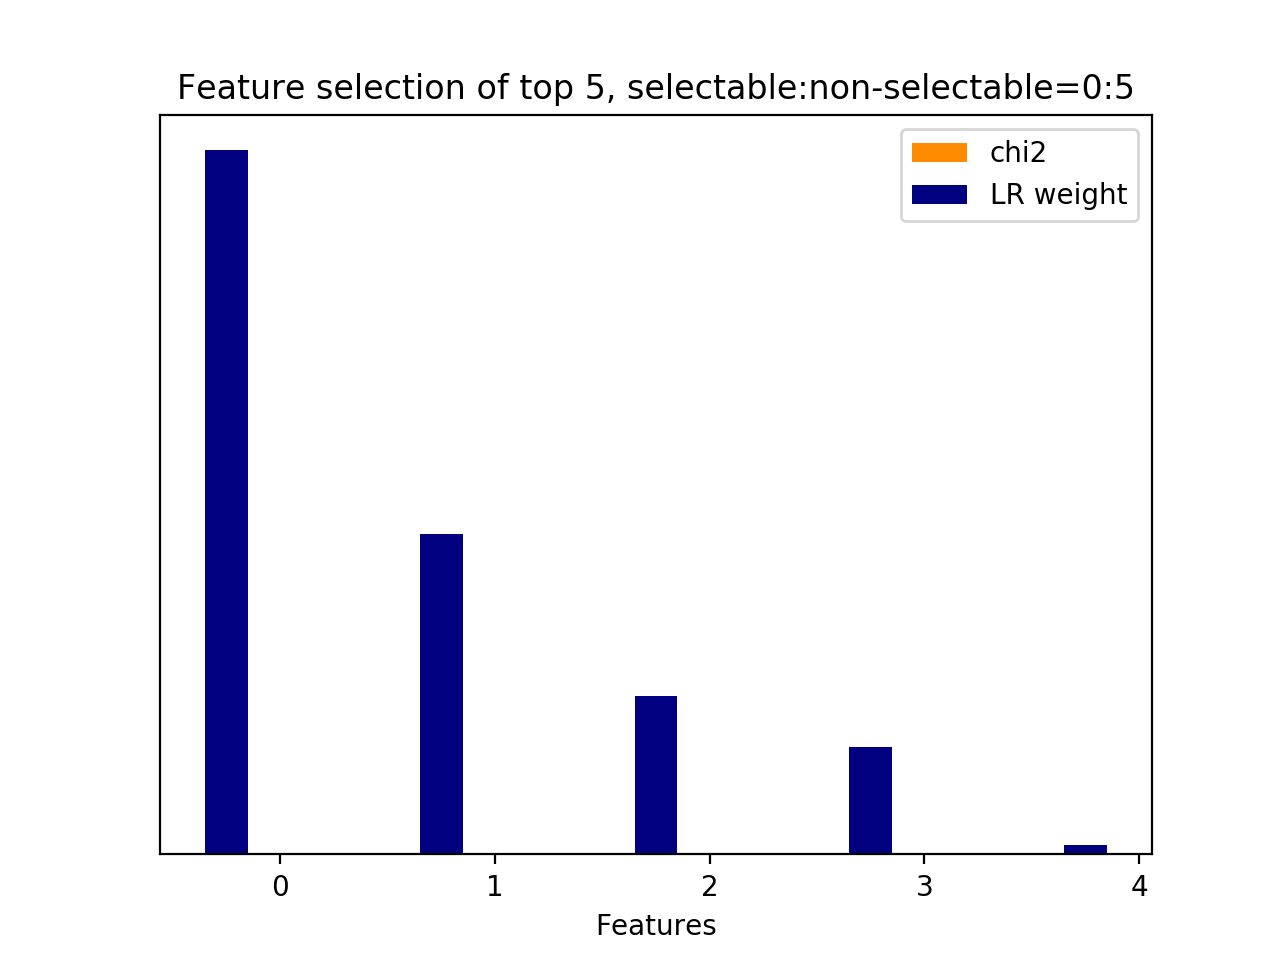 Feature selection of top 5, selectable:non-selectable=0:5
chi2
LR weight
0 1 2 3 4
Features